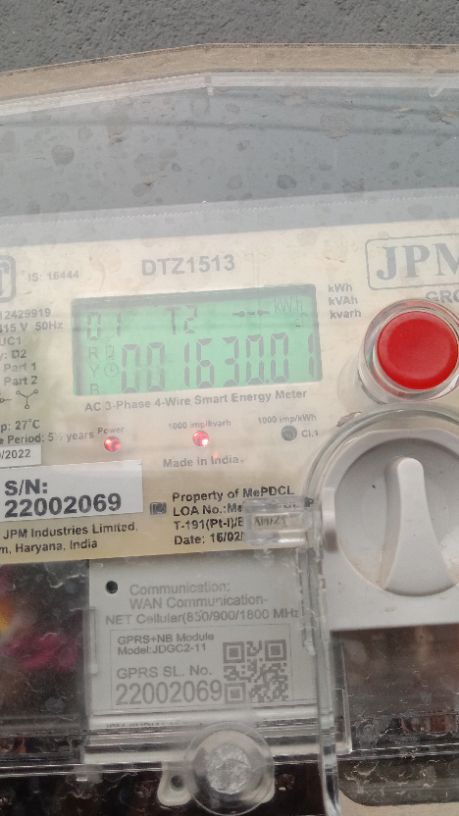 IS: 16444
DTZ1513
JPM
12429919
415 V 50Hz
UC1
D2
Part 1
Part 2
27°C
years
2022
01 T2 kWh
R
Y
B
001630.01
kWh
kVAh
kvarh
AC 3-Phase 4-Wire Smart Energy Meter
Power
1000 imp/kvarh
1000 imp/kWh
Cl.1
Made in India.
S/N:
22002069
JPM Industries Limited,
Haryana, India
Property of MePDCL
LOA No.:
T-191(Pt-I)/
Date: 16/02/
Communication:
WAN Communication-
NET Cellular(850/900/1800 MHz
GPRS+NB Module
Model:JDGC2-11
GPRS SL. No.
22002069